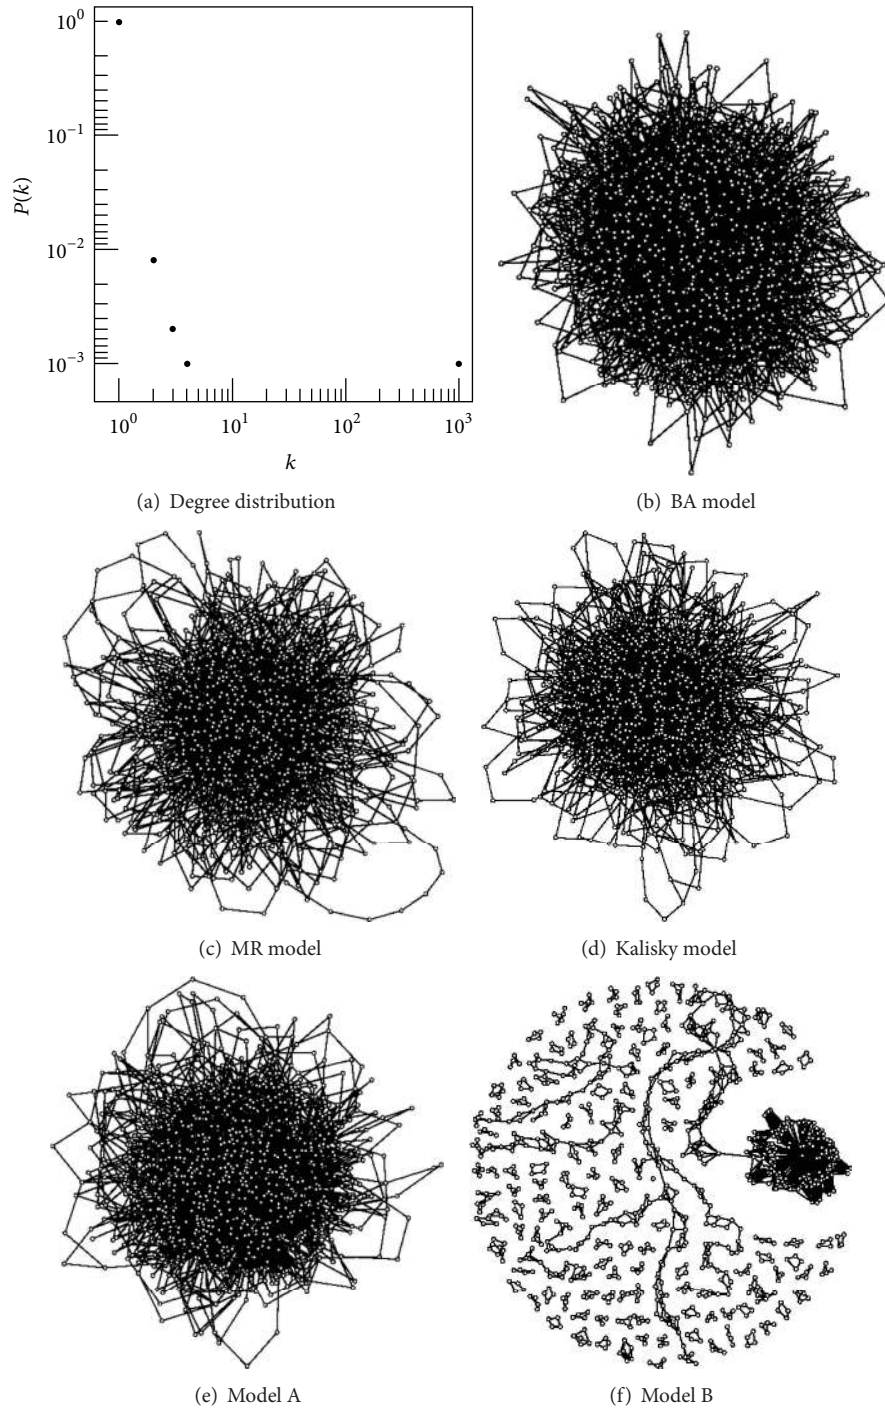 10^0
10^-1
10^-2
10^-3
P(k)
10^0 10^1 10^2 10^3
k
(a) Degree distribution
(b) BA model
(c) MR model
(d) Kalisky model
(e) Model A
(f) Model B